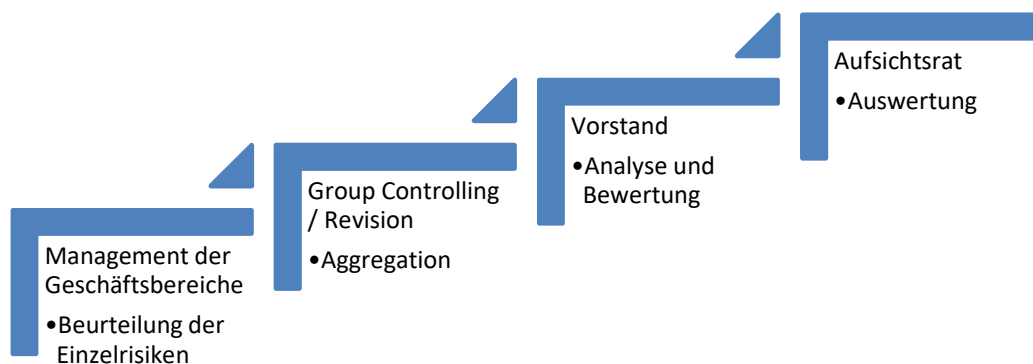 Management der
Geschäftsbereiche
•Beurteilung der
Einzelrisiken
Group Controlling
/ Revision
•Aggregation
Vorstand
•Analyse und
Bewertung
Aufsichtsrat
•Auswertung